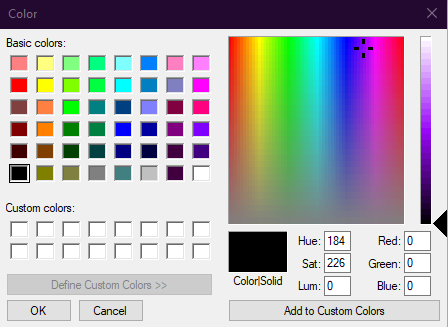 Color
Basic colors:
Custom colors:
Define Custom Colors >>
OK Cancel
Color|Solid
Hue: 184 Red: 0
Sat: 226 Green: 0
Lum: 0 Blue: 0
Add to Custom Colors